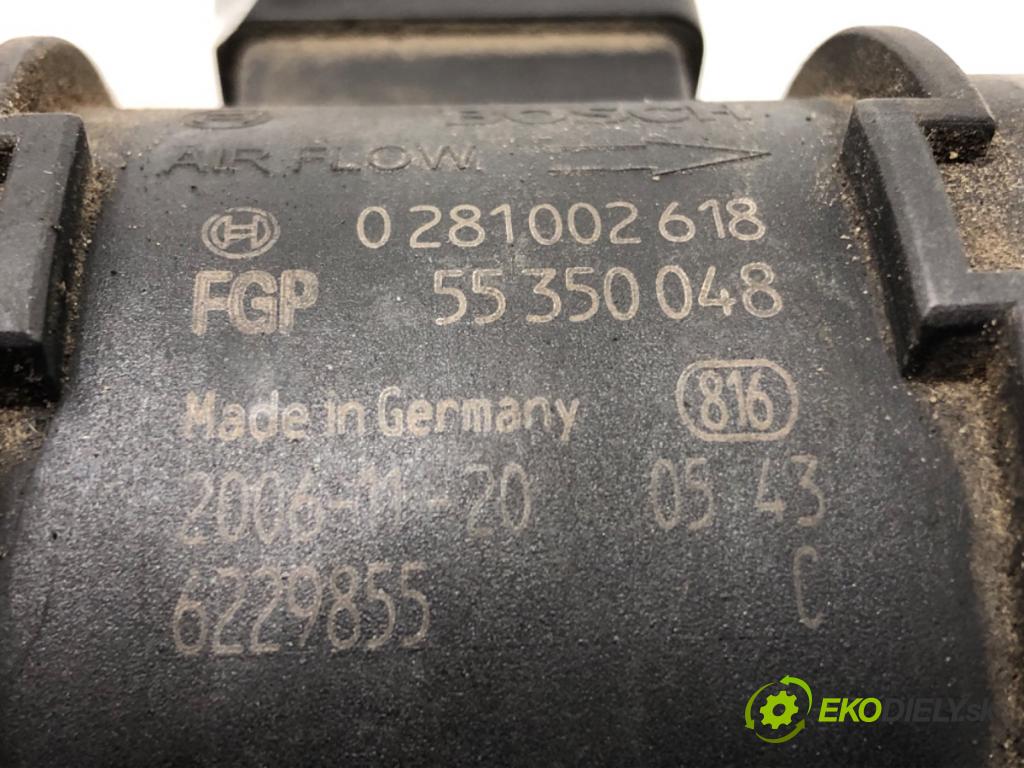 BOSCH
AIR FLOW
0 281 002 618
FGP 55 350 048
Made in Germany 816
2006-11-20 05 43
6229855 C
EKODIELY.sk